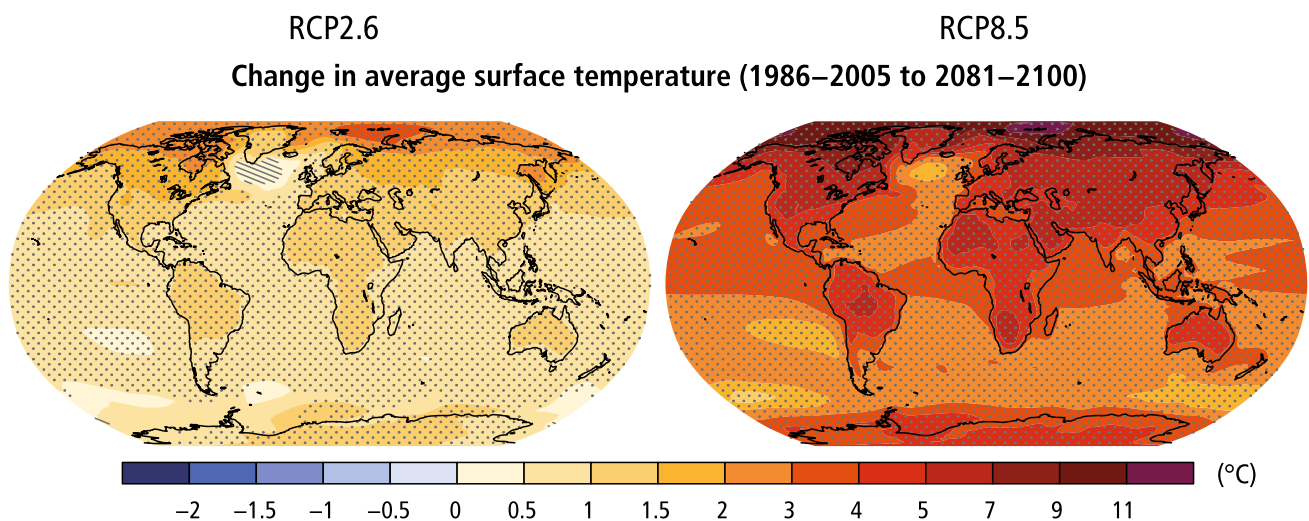 RCP2.6 RCP8.5
Change in average surface temperature (1986–2005 to 2081–2100)
(°C)
−2 −1.5 −1 −0.5 0 0.5 1 1.5 2 3 4 5 7 9 11